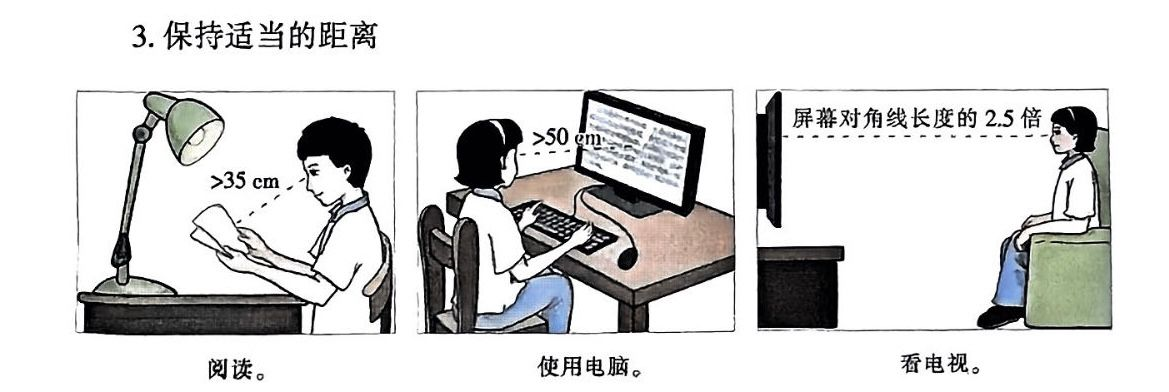 3. 保持适当的距离
>35 cm
>50 cm
屏幕对角线长度的 2.5 倍
阅读。
使用电脑。
看电视。